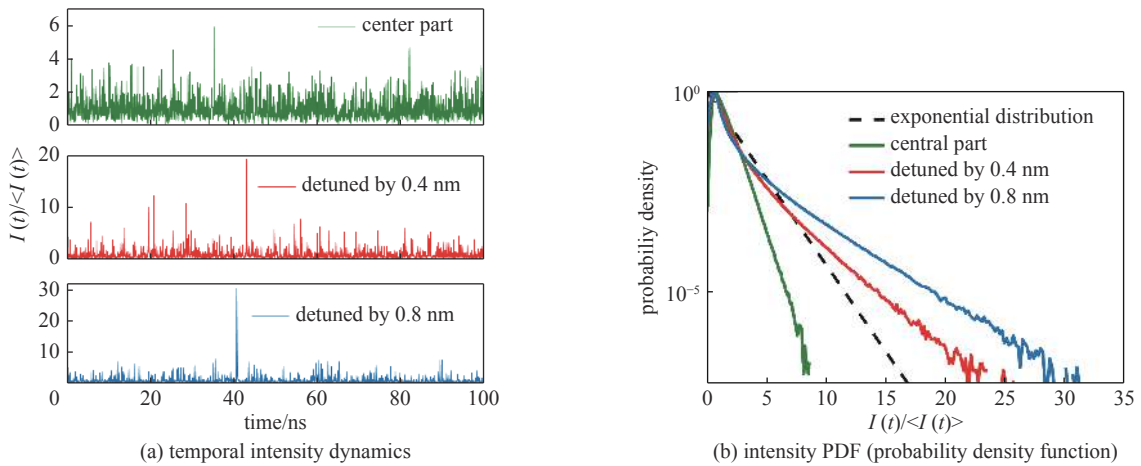 6
4
2
0
center part
20
10
0
detuned by 0.4 nm
I (t)/<I (t)>
30
20
10
0
detuned by 0.8 nm
20 40 60 80 100
time/ns
(a) temporal intensity dynamics
10⁰
10⁻⁵
probability density
exponential distribution
central part
detuned by 0.4 nm
detuned by 0.8 nm
0 5 10 15 20 25 30 35
I (t)/<I (t)>
(b) intensity PDF (probability density function)